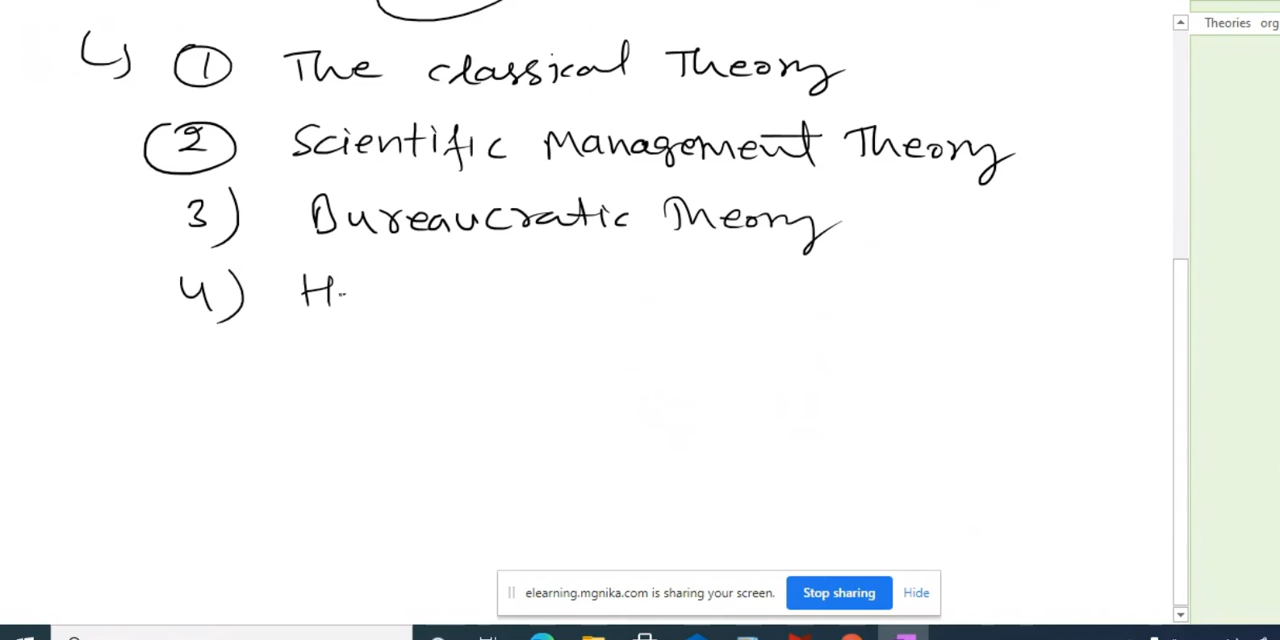 1 The classical Theory
Theories org
2 Scientific Management Theory
3) Bureaucratic Theory
4) H
elearning.mgnika.com is sharing your screen. Stop sharing Hide